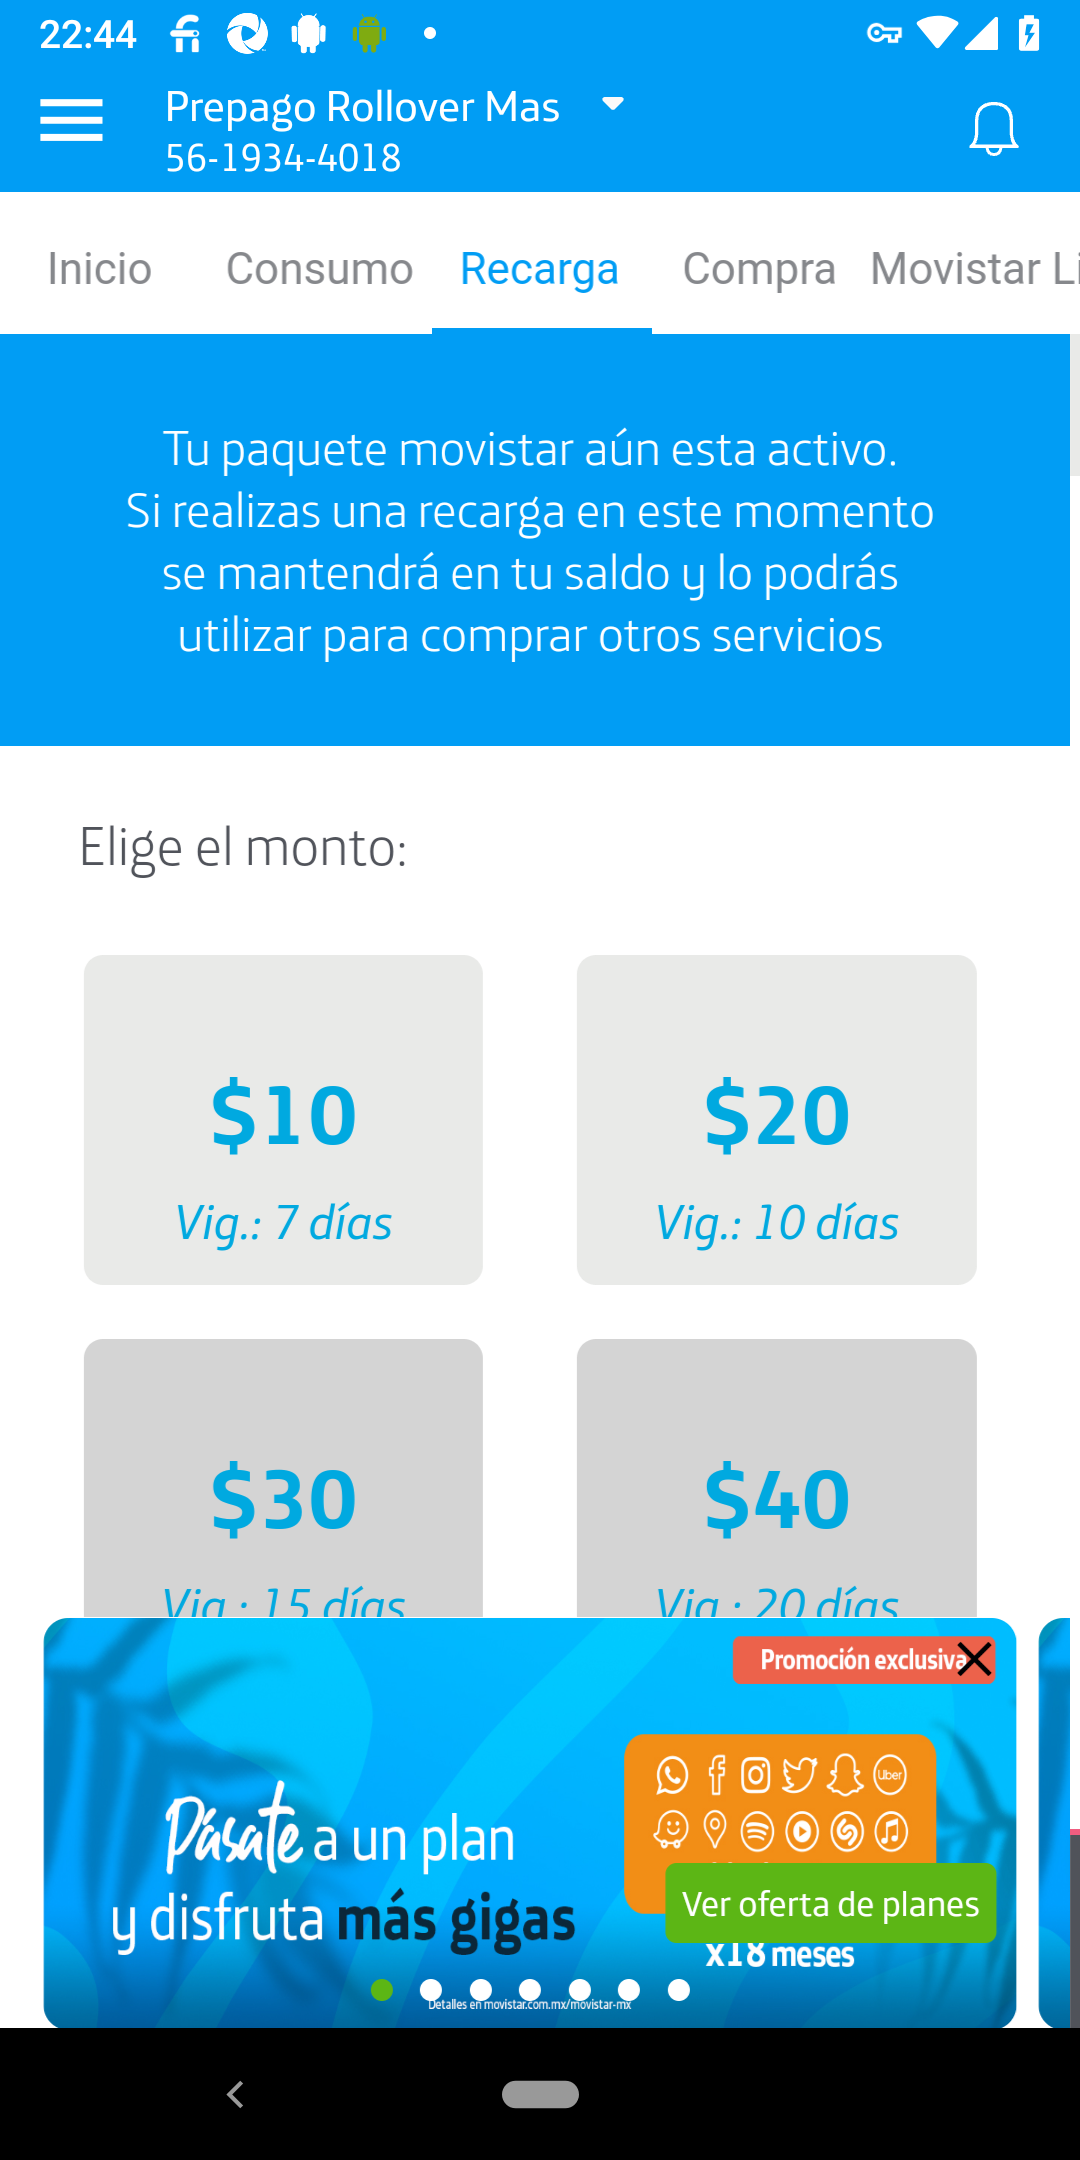 22:44
Prepago Rollover Mas
56-1934-4018
Inicio Consumo Recarga Compra Movistar Li
Tu paquete movistar aún esta activo.
Si realizas una recarga en este momento
se mantendrá en tu saldo y lo podrás
utilizar para comprar otros servicios
Elige el monto:
$10 $20
Vig.: 7 días Vig.: 10 días
$30 $40
Vig.: 15 días Vig.: 20 días
Promoción exclusiva
Uber
Pásate a un plan
y disfruta más gigas
Ver oferta de planes
x18 meses
Detalles en movistar.com.mx/movistar-mx